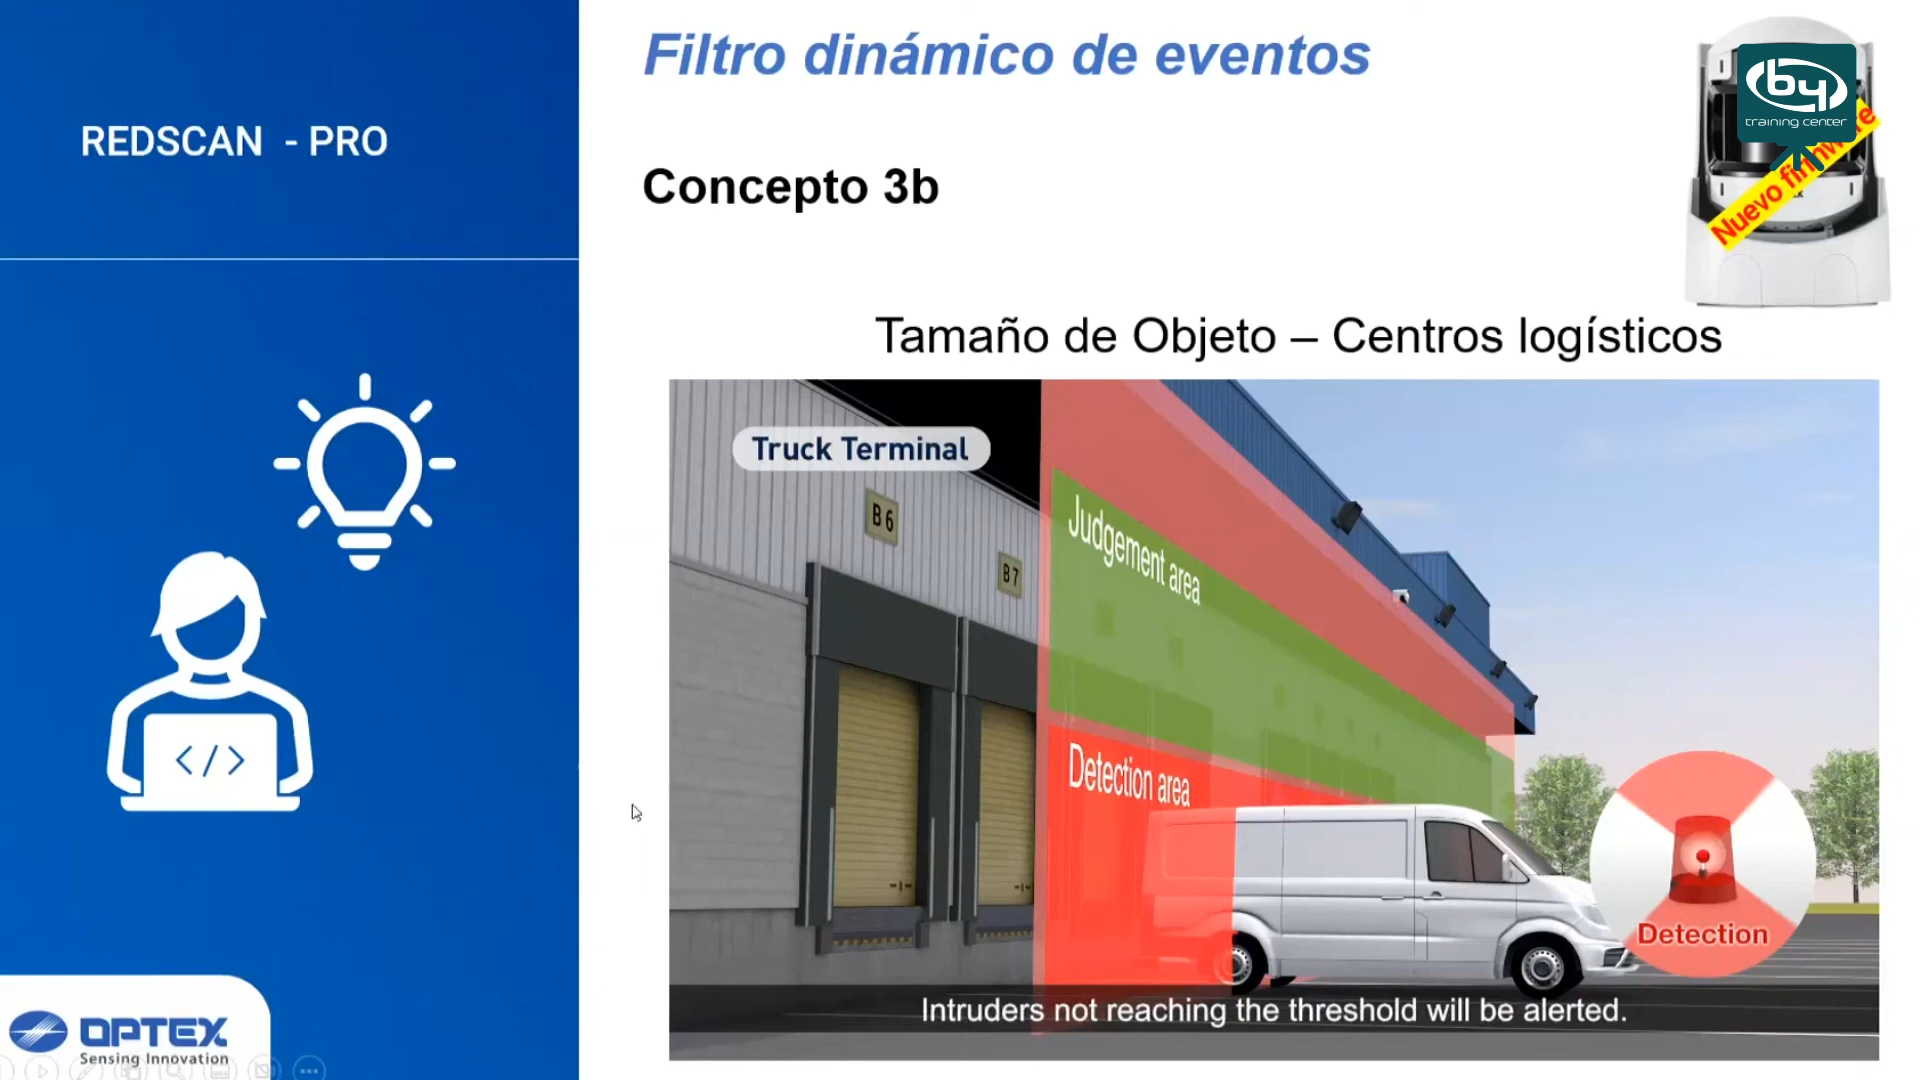 REDSCAN - PRO
Filtro dinámico de eventos
by
training center
Nuevo firmware
Concepto 3b
Tamaño de Objeto – Centros logísticos
Truck Terminal
B6
B7
Judgement area
Detection area
Detection
Intruders not reaching the threshold will be alerted.
</>
OPTEX
Sensing Innovation